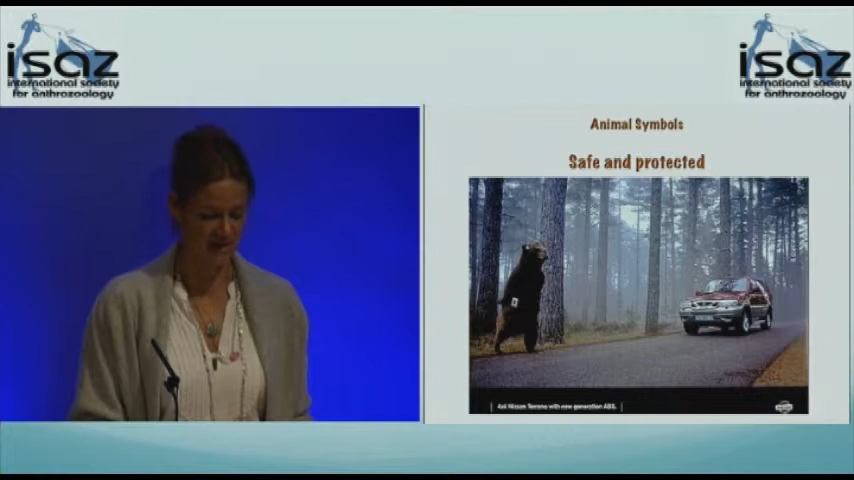 isaz
international society
for anthrozoology
isaz
international society
for anthrozoology
Animal Symbols
Safe and protected
4x4 Nissan Terrano with new generation ABS.